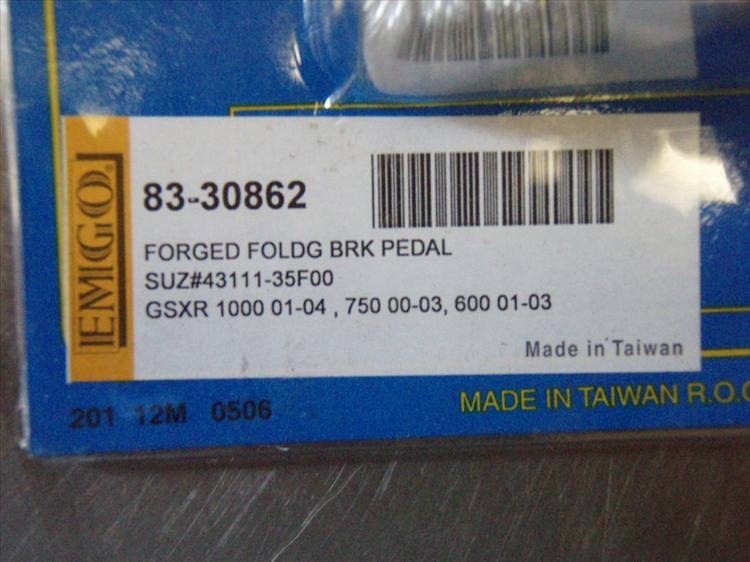 EMGO®
83-30862
FORGED FOLDG BRK PEDAL
SUZ#43111-35F00
GSXR 1000 01-04 , 750 00-03, 600 01-03
Made in Taiwan
MADE IN TAIWAN R.O.C
201 12M 0506